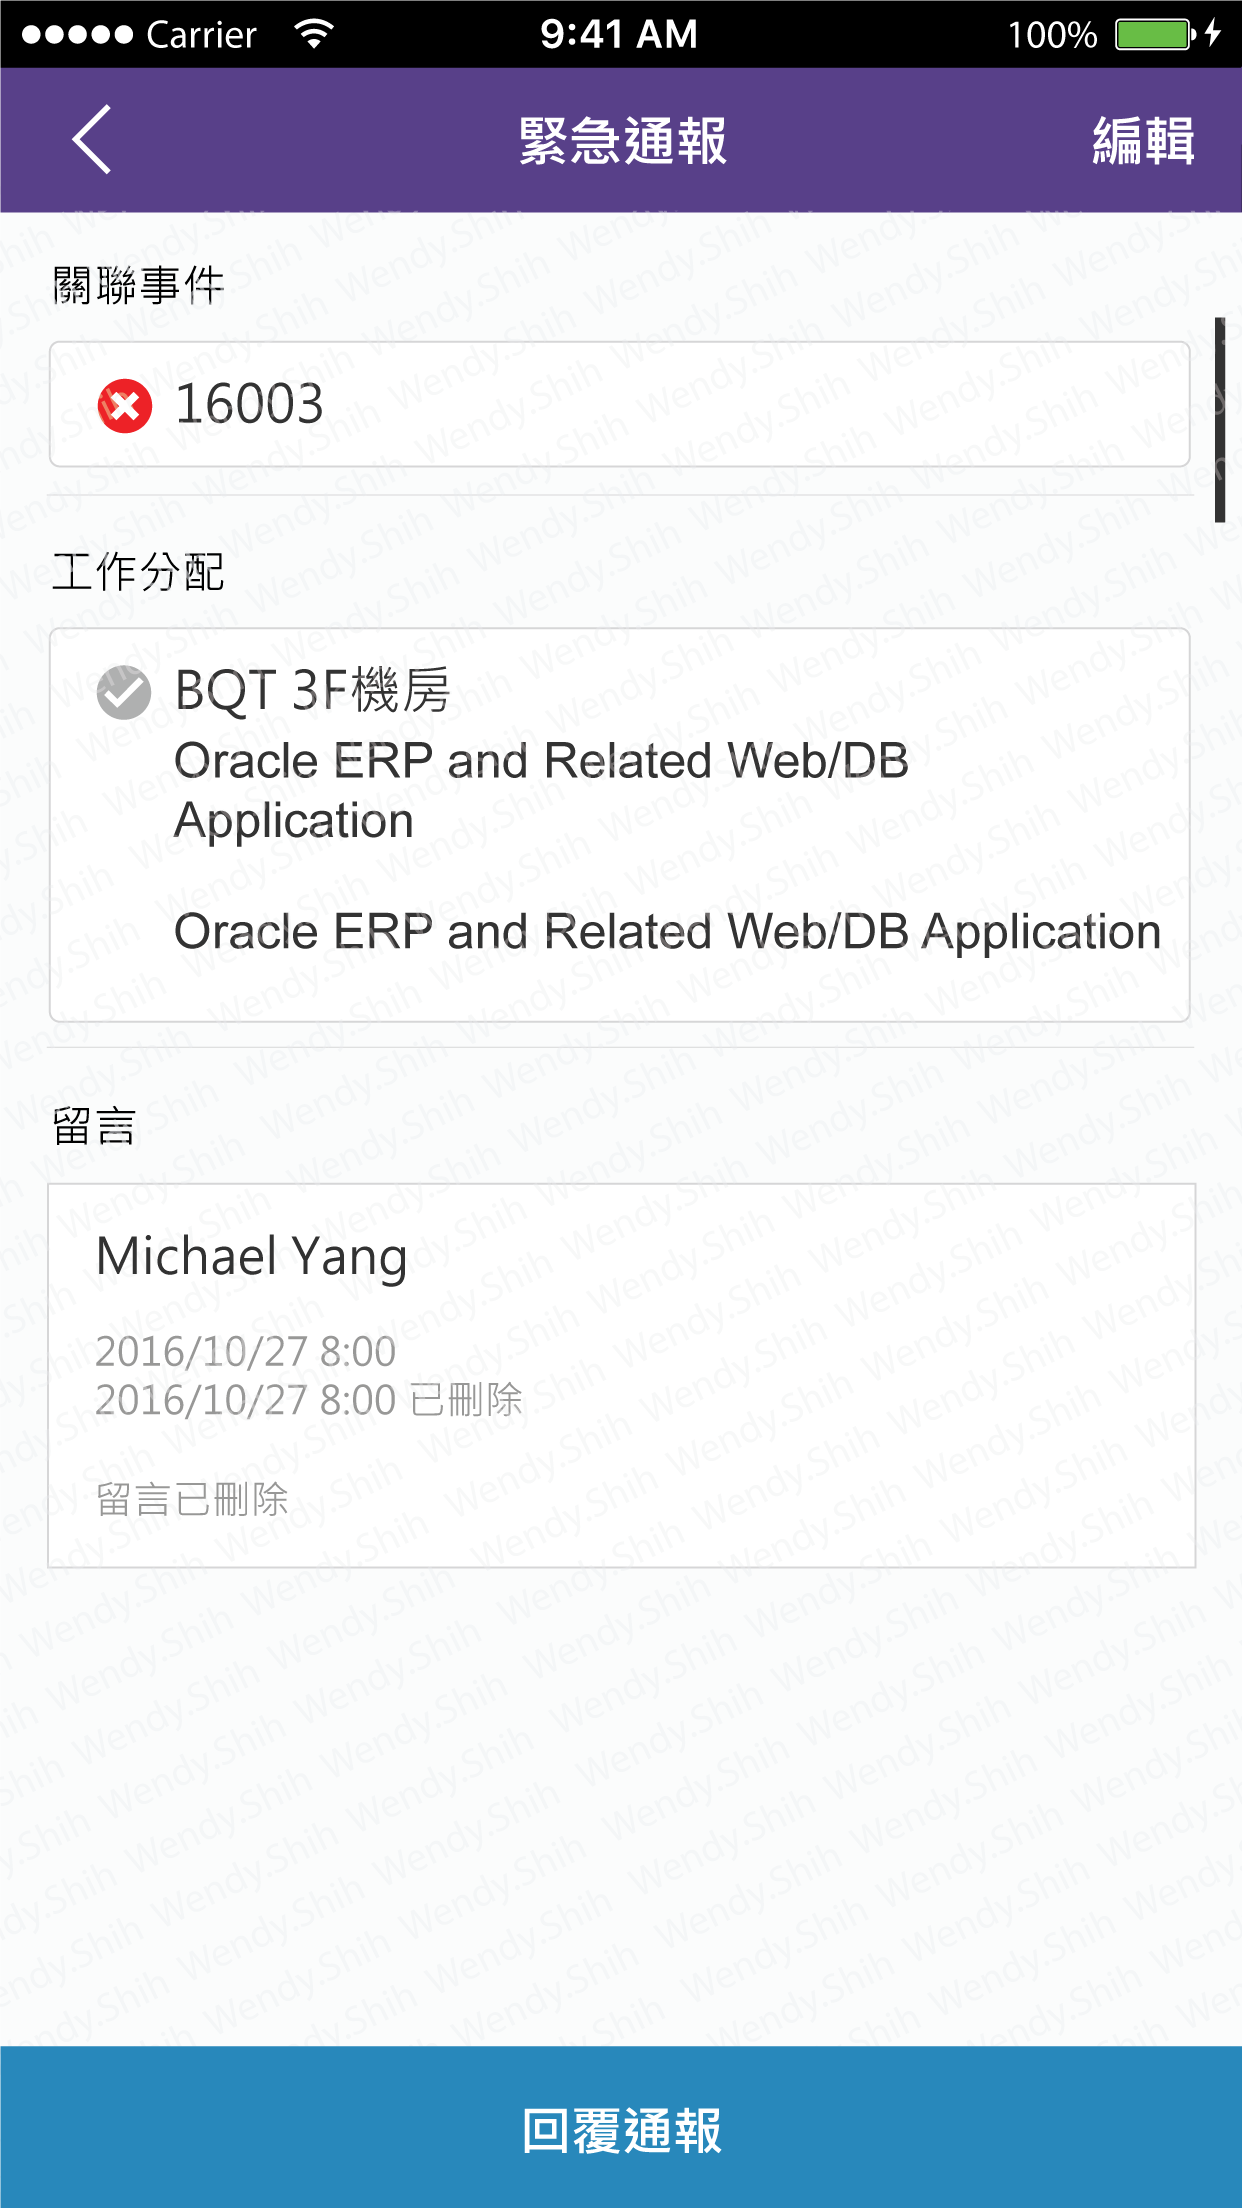 Carrier 9:41 AM 100%
緊急通報 編輯
關聯事件
16003
工作分配
BQT 3F機房
Oracle ERP and Related Web/DB
Application
Oracle ERP and Related Web/DB Application
留言
Michael Yang
2016/10/27 8:00
2016/10/27 8:00 已刪除
留言已刪除
回覆通報
Wendy.Shih